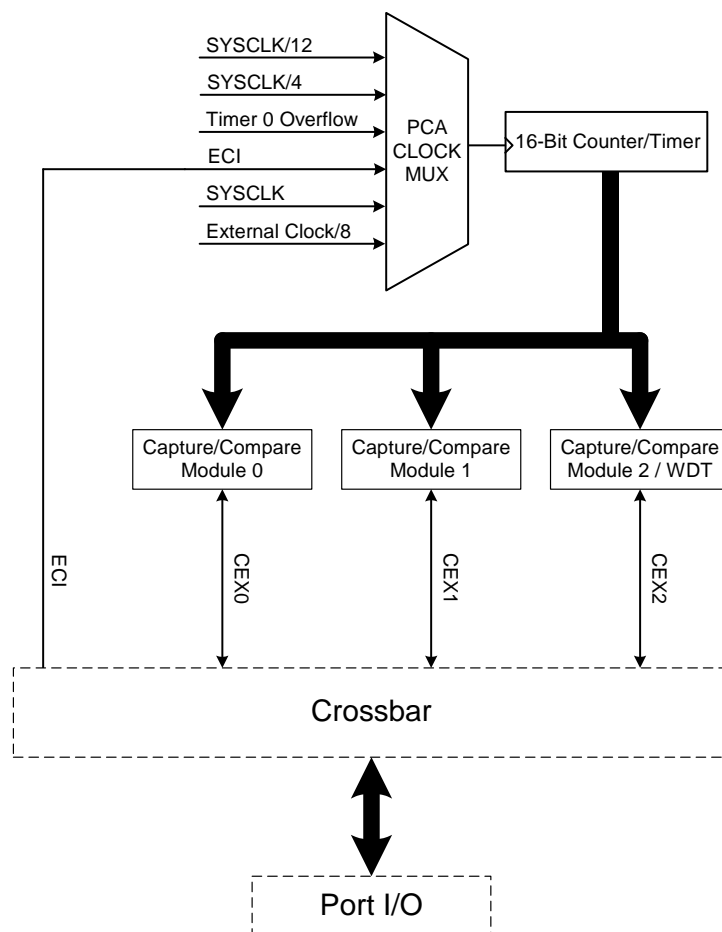 SYSCLK/12
SYSCLK/4
Timer 0 Overflow
ECI
SYSCLK
External Clock/8
PCA
CLOCK
MUX
16-Bit Counter/Timer
Capture/Compare
Module 0
Capture/Compare
Module 1
Capture/Compare
Module 2 / WDT
ECI
CEX0
CEX1
CEX2
Crossbar
Port I/O